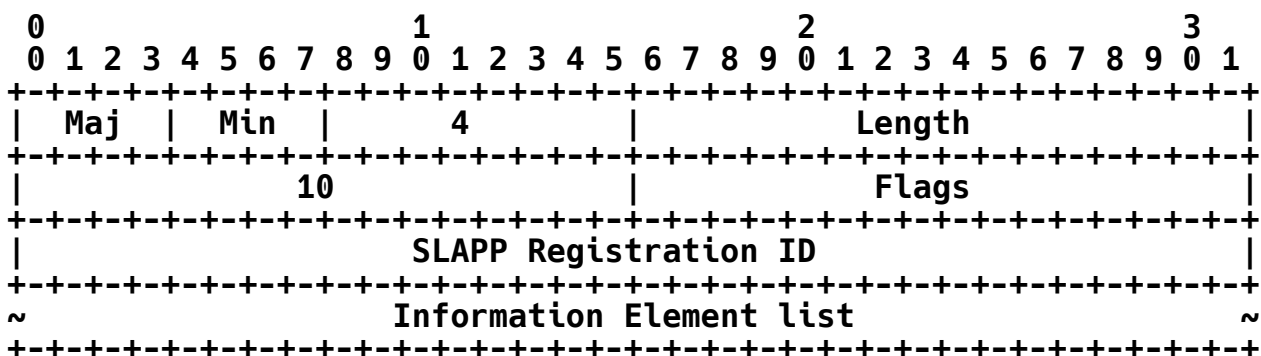 0                   1                   2                   3
 0 1 2 3 4 5 6 7 8 9 0 1 2 3 4 5 6 7 8 9 0 1 2 3 4 5 6 7 8 9 0 1
+-+-+-+-+-+-+-+-+-+-+-+-+-+-+-+-+-+-+-+-+-+-+-+-+-+-+-+-+-+-+-+-+
|  Maj  |  Min  |      4        |           Length              |
+-+-+-+-+-+-+-+-+-+-+-+-+-+-+-+-+-+-+-+-+-+-+-+-+-+-+-+-+-+-+-+-+
|              10               |            Flags              |
+-+-+-+-+-+-+-+-+-+-+-+-+-+-+-+-+-+-+-+-+-+-+-+-+-+-+-+-+-+-+-+-+
|                    SLAPP Registration ID                      |
+-+-+-+-+-+-+-+-+-+-+-+-+-+-+-+-+-+-+-+-+-+-+-+-+-+-+-+-+-+-+-+-+
~                   Information Element list                    ~
+-+-+-+-+-+-+-+-+-+-+-+-+-+-+-+-+-+-+-+-+-+-+-+-+-+-+-+-+-+-+-+-+